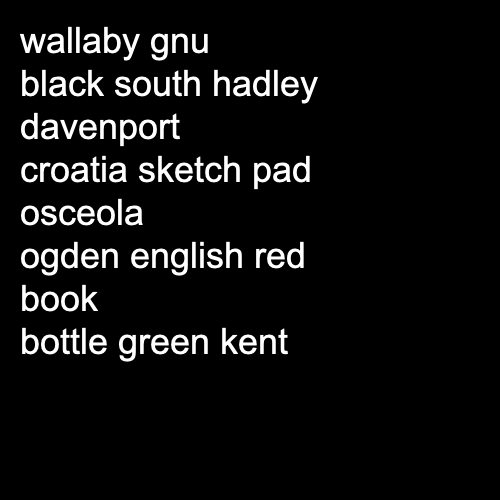 wallaby gnu
black south hadley
davenport
croatia sketch pad
osceola
ogden english red
book
bottle green kent